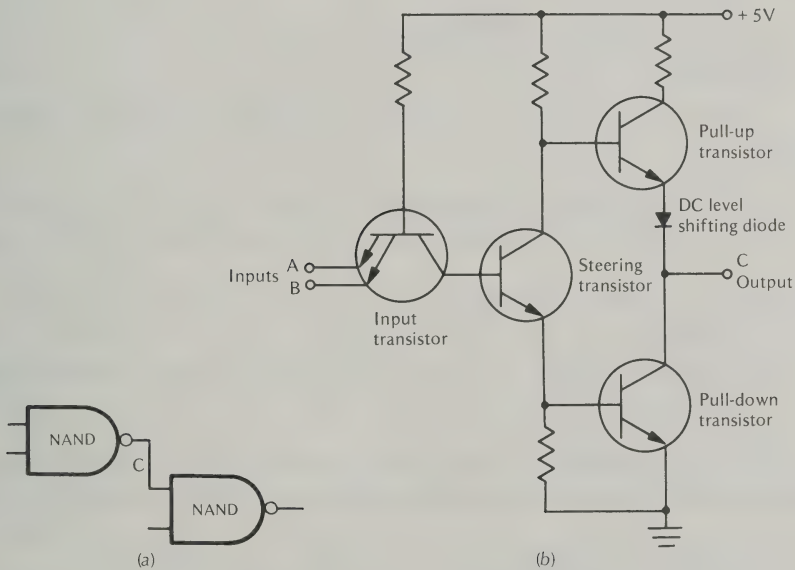 + 5V
Pull-up
transistor
DC level
shifting diode
Inputs
A
B
Input
transistor
Steering
transistor
C
Output
Pull-down
transistor
NAND
C
NAND
(a)
(b)